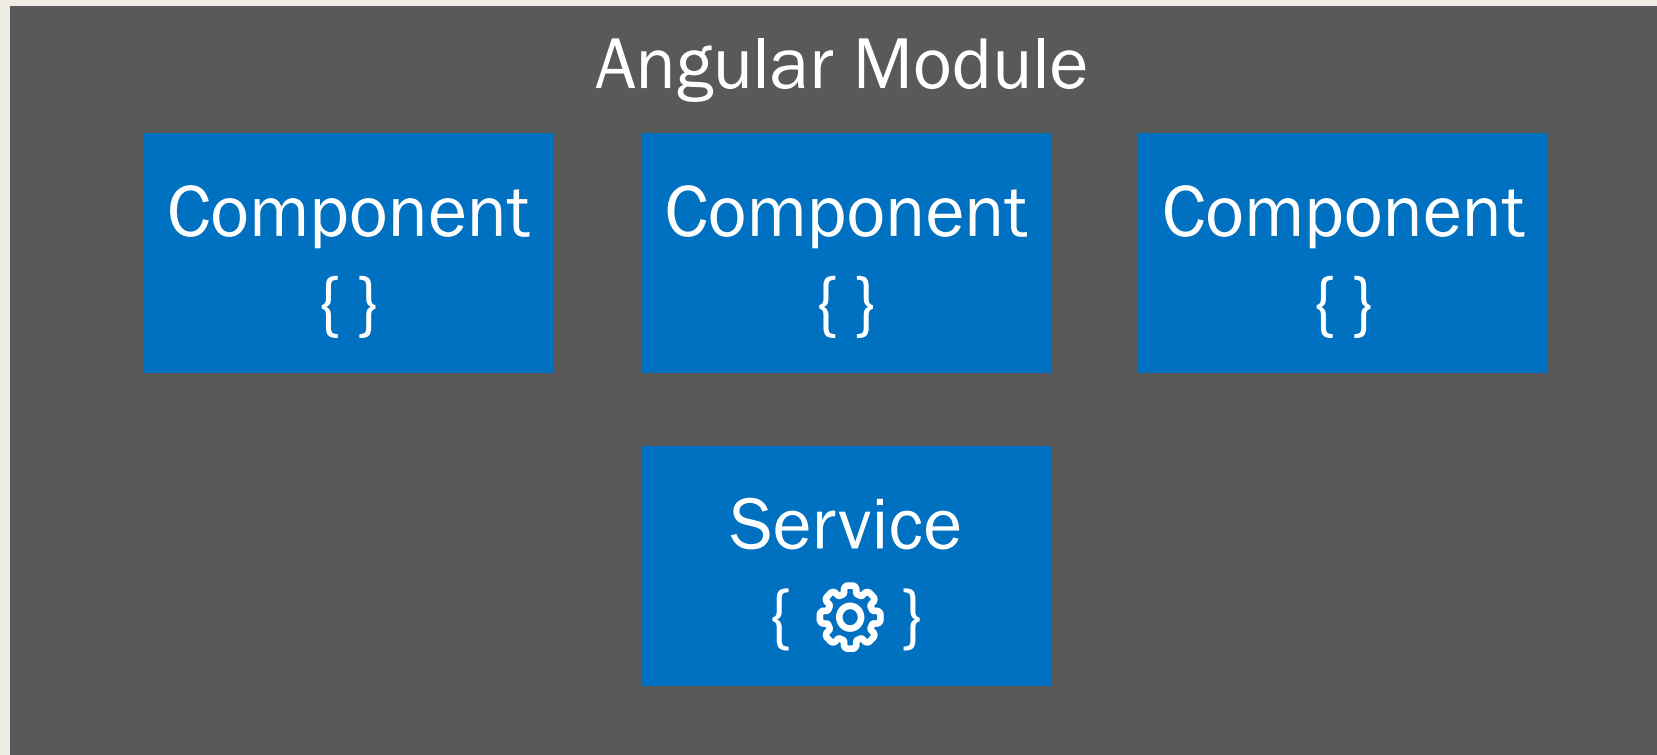 Angular Module
Component
{ }
Component
{ }
Component
{ }
Service
{ }